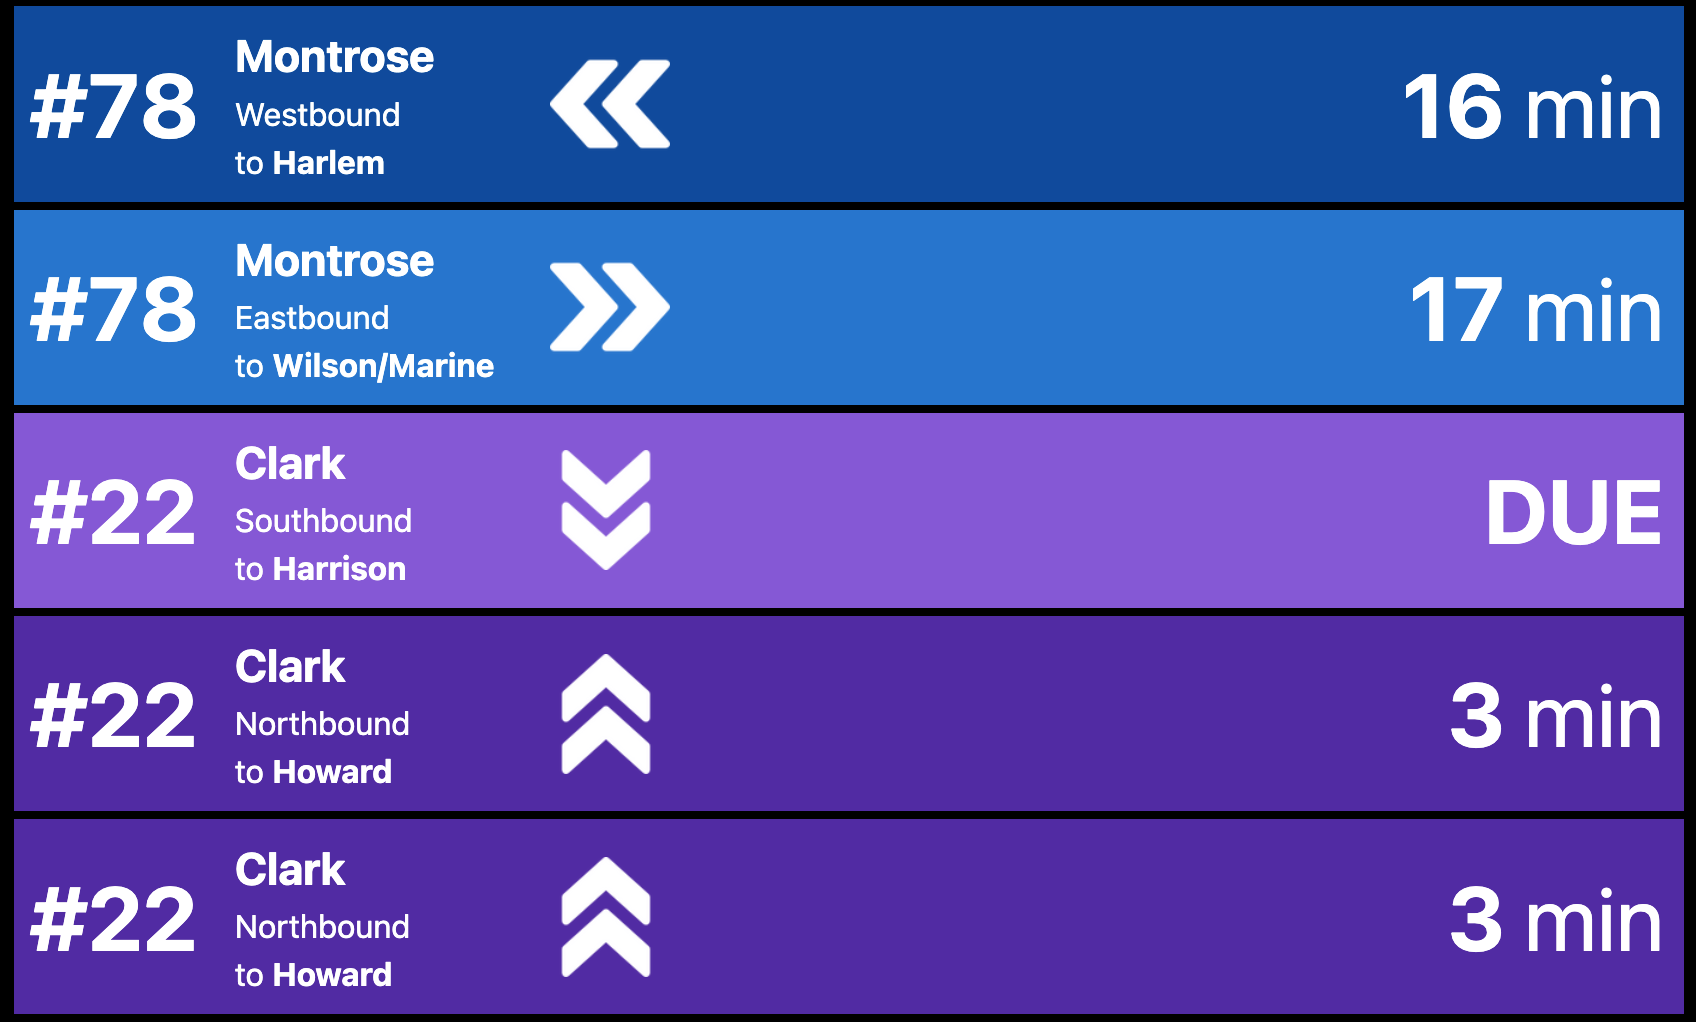 #78
Montrose
Westbound
to Harlem
16 min
#78
Montrose
Eastbound
to Wilson/Marine
17 min
#22
Clark
Southbound
to Harrison
DUE
#22
Clark
Northbound
to Howard
3 min
#22
Clark
Northbound
to Howard
3 min